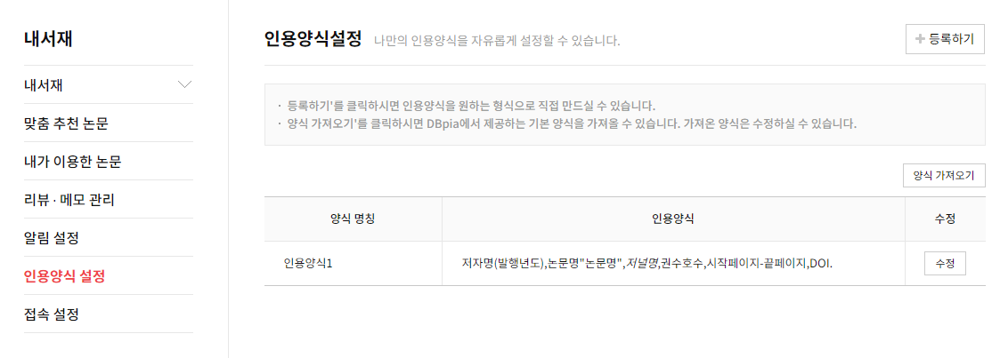 내서재
내서재
맞춤 추천 논문
내가 이용한 논문
리뷰 · 메모 관리
알림 설정
인용양식 설정
접속 설정
인용양식설정 나만의 인용양식을 자유롭게 설정할 수 있습니다.
+ 등록하기
· 등록하기'를 클릭하시면 인용양식을 원하는 형식으로 직접 만드실 수 있습니다.
· 양식 가져오기'를 클릭하시면 DBpia에서 제공하는 기본 양식을 가져올 수 있습니다. 가져온 양식은 수정하실 수 있습니다.
양식 가져오기
양식 명칭 인용양식 수정
인용양식1 저자명(발행년도),논문명"논문명",저널명,권수호수,시작페이지-끝페이지,DOI. 수정